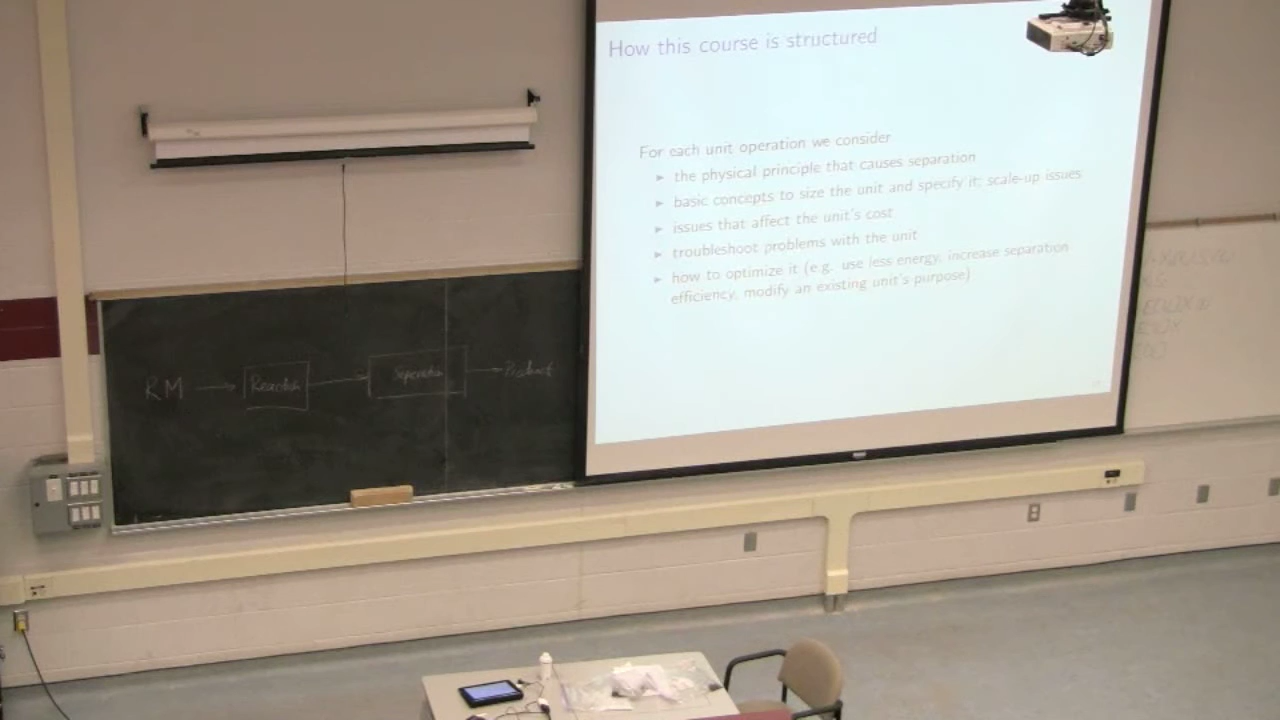 How this course is structured
For each unit operation we consider
▶ the physical principle that causes separation
▶ basic concepts to size the unit and specify it; scale-up issues
▶ issues that affect the unit's cost
▶ troubleshoot problems with the unit
▶ how to optimize it (e.g. use less energy, increase separation
efficiency, modify an existing unit's purpose)
RM Reaction Separation Product